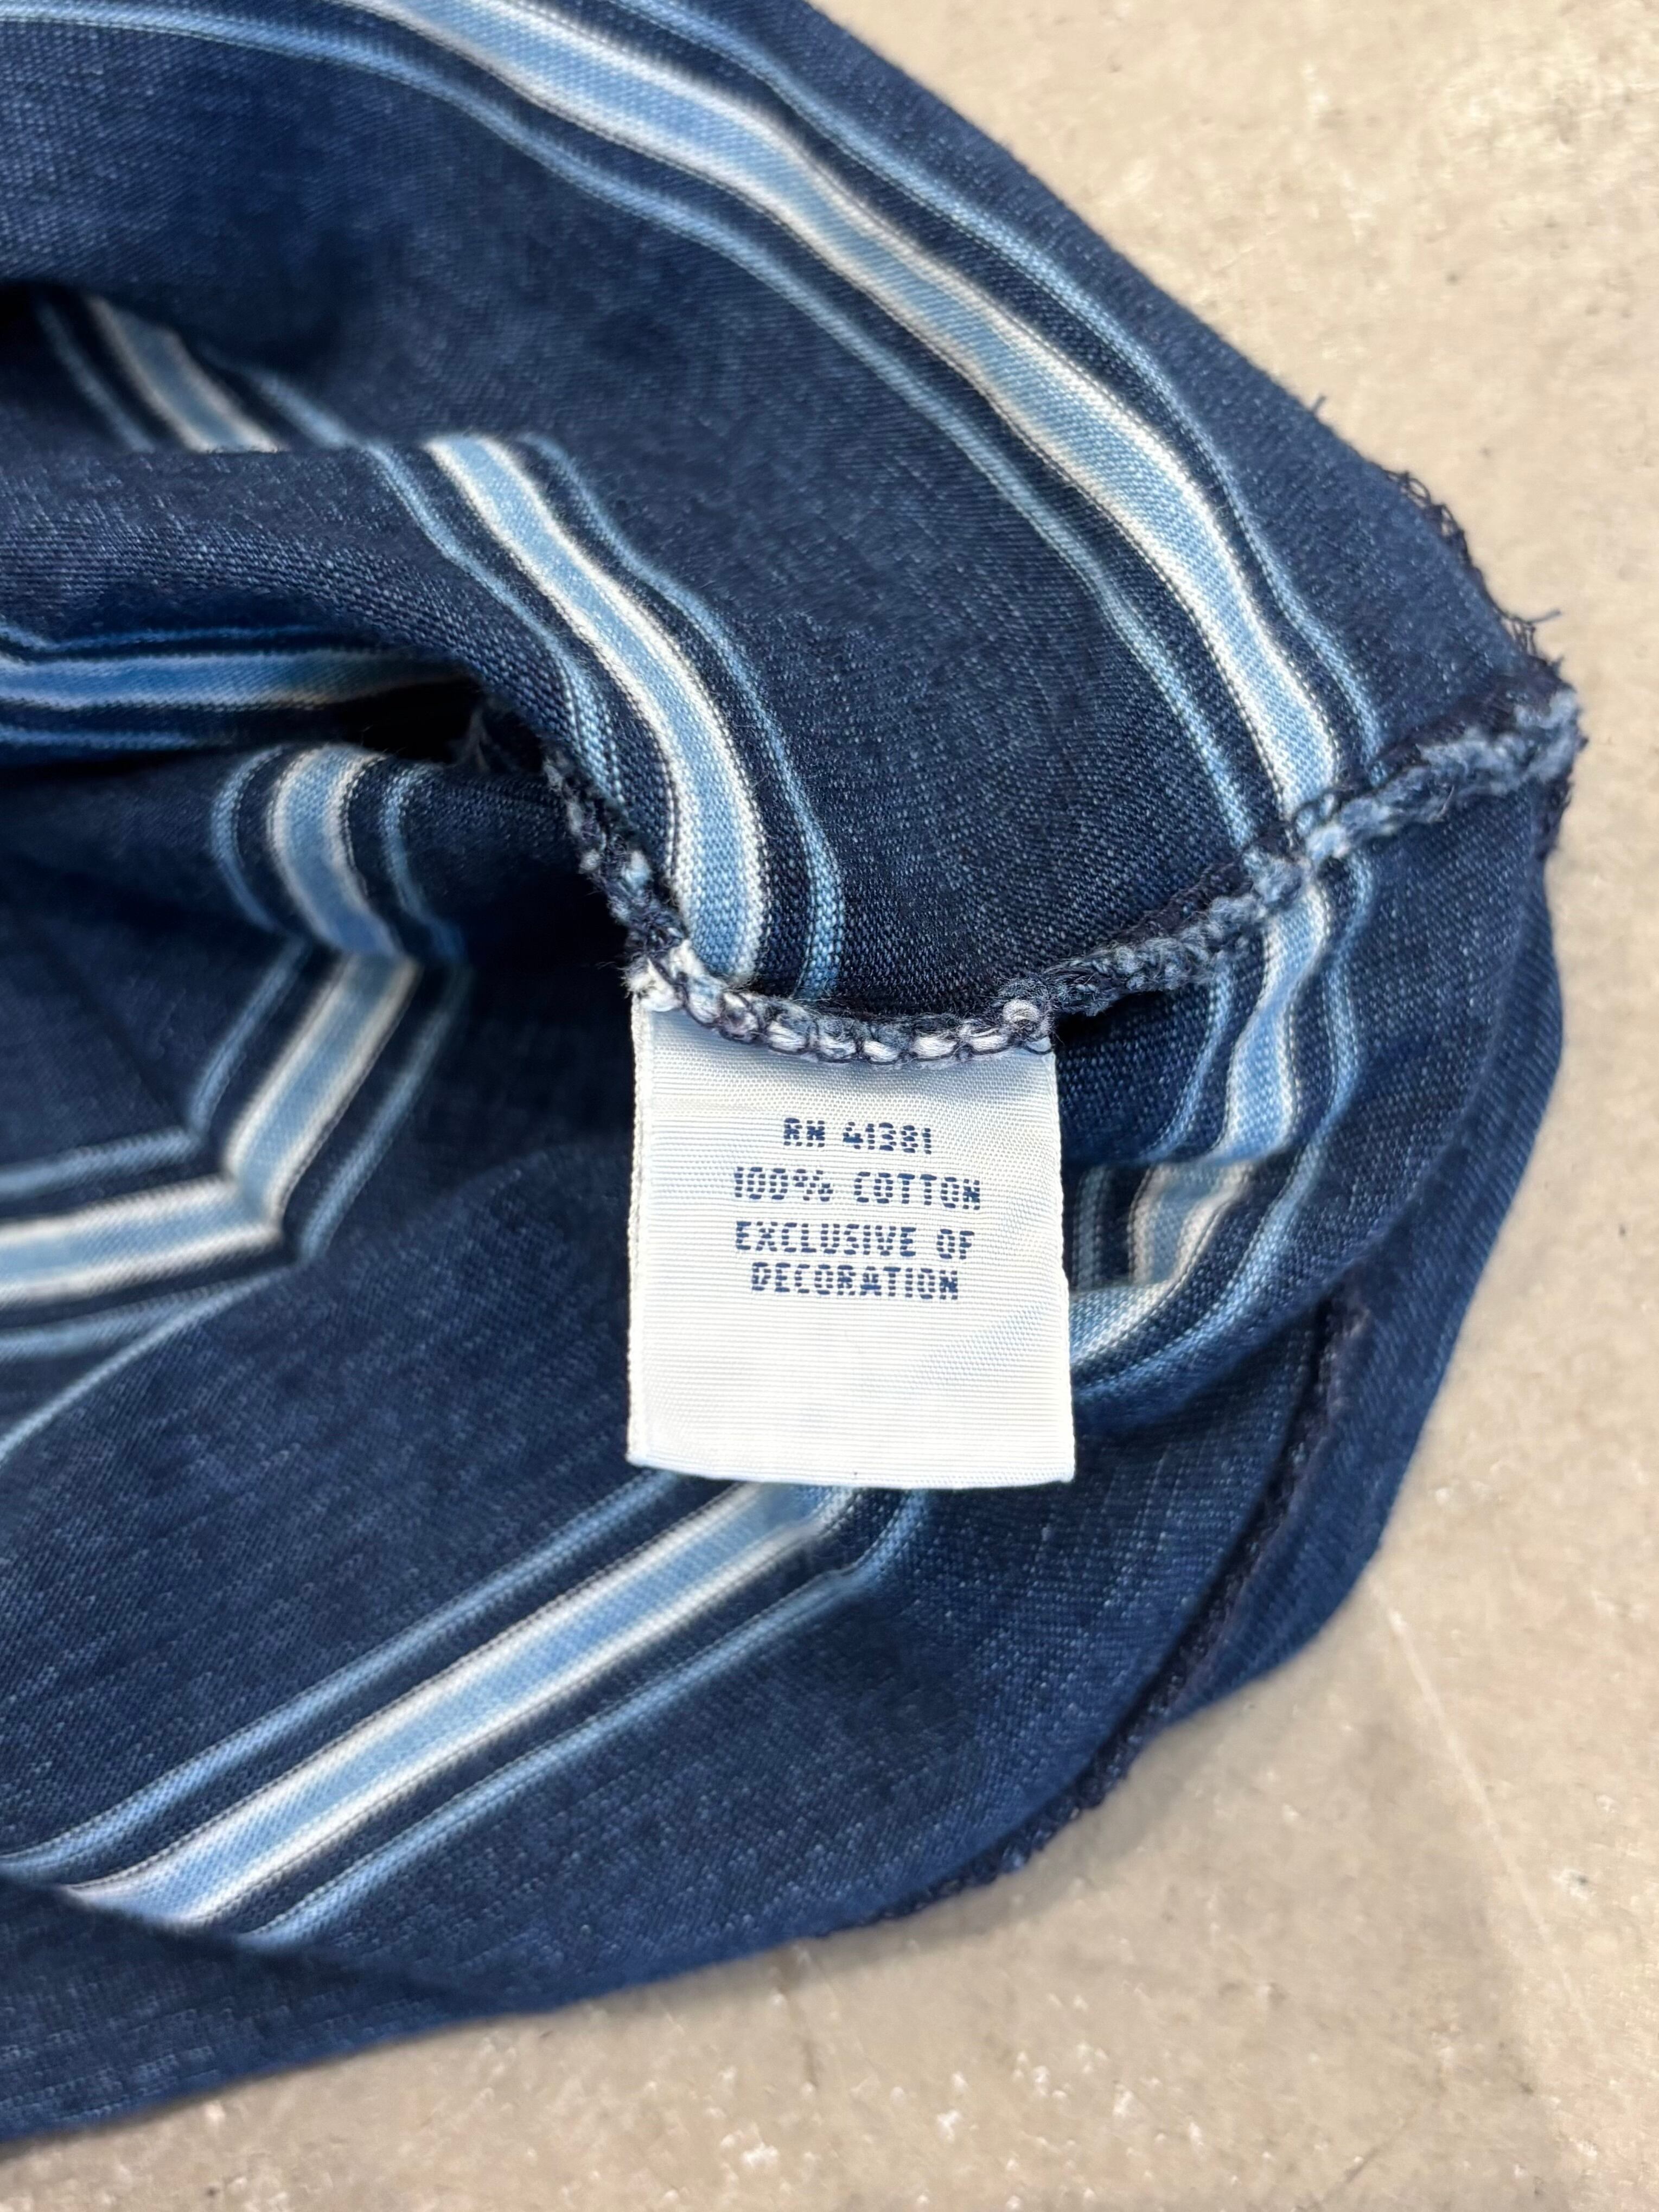 RN 41381
100% COTTON
EXCLUSIVE OF
DECORATION